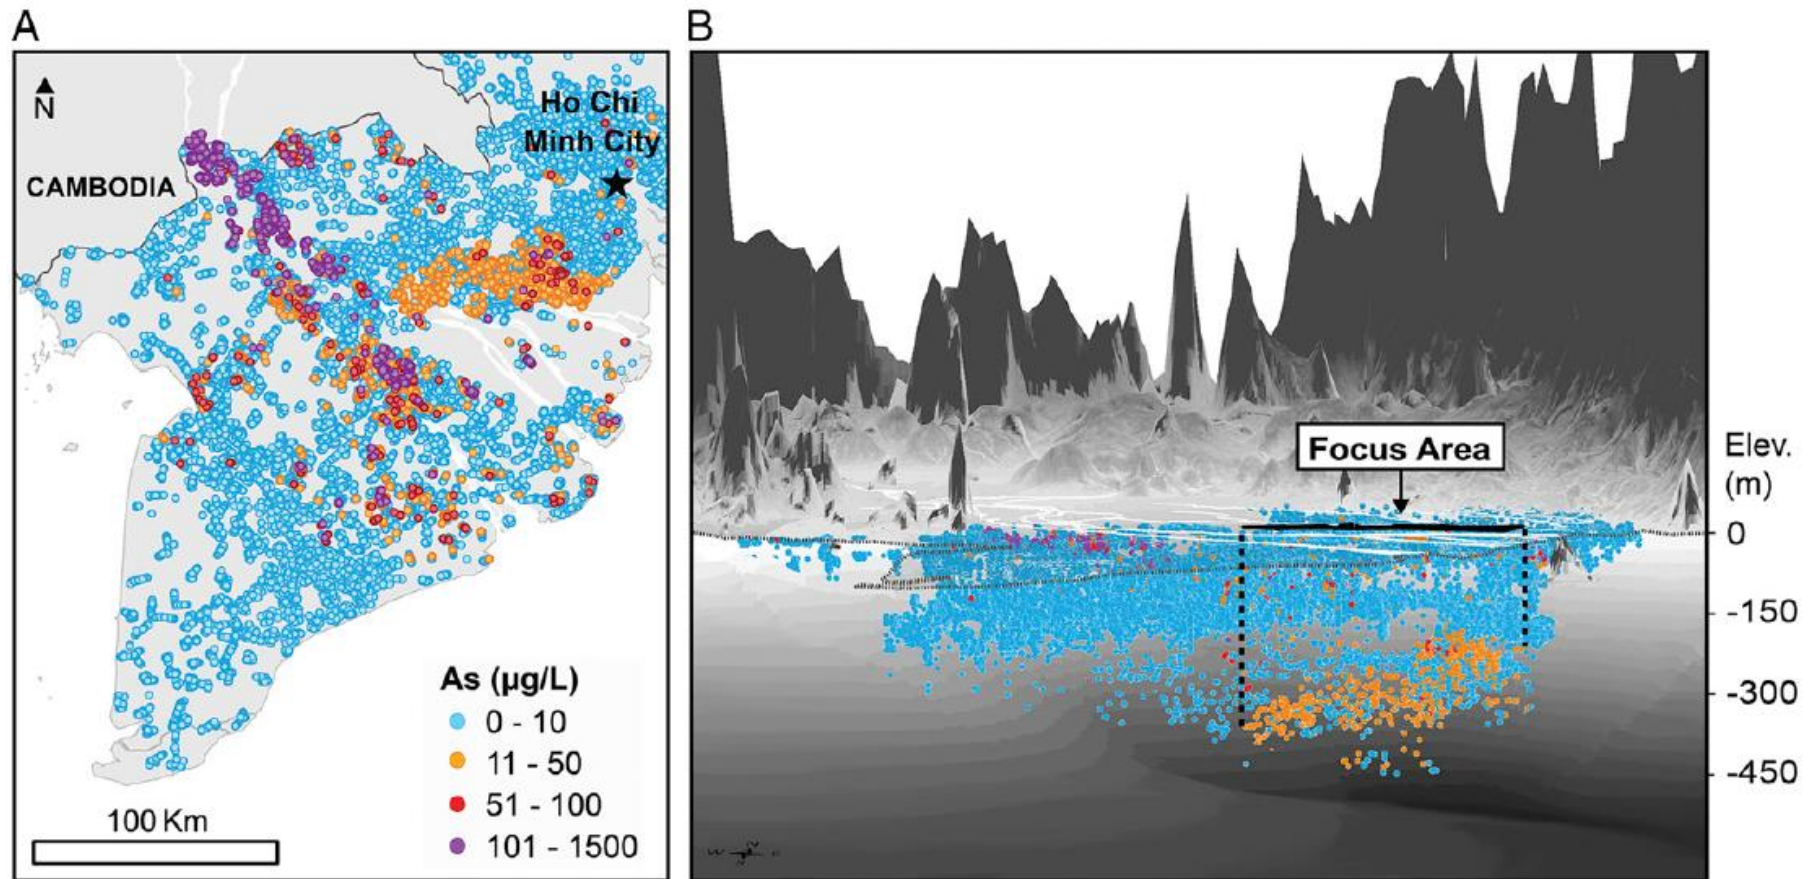 A
N
Ho Chi
Minh City
CAMBODIA
As (µg/L)
0 - 10
11 - 50
51 - 100
101 - 1500
100 Km
B
Focus Area
Elev.
(m)
0
-150
-300
-450